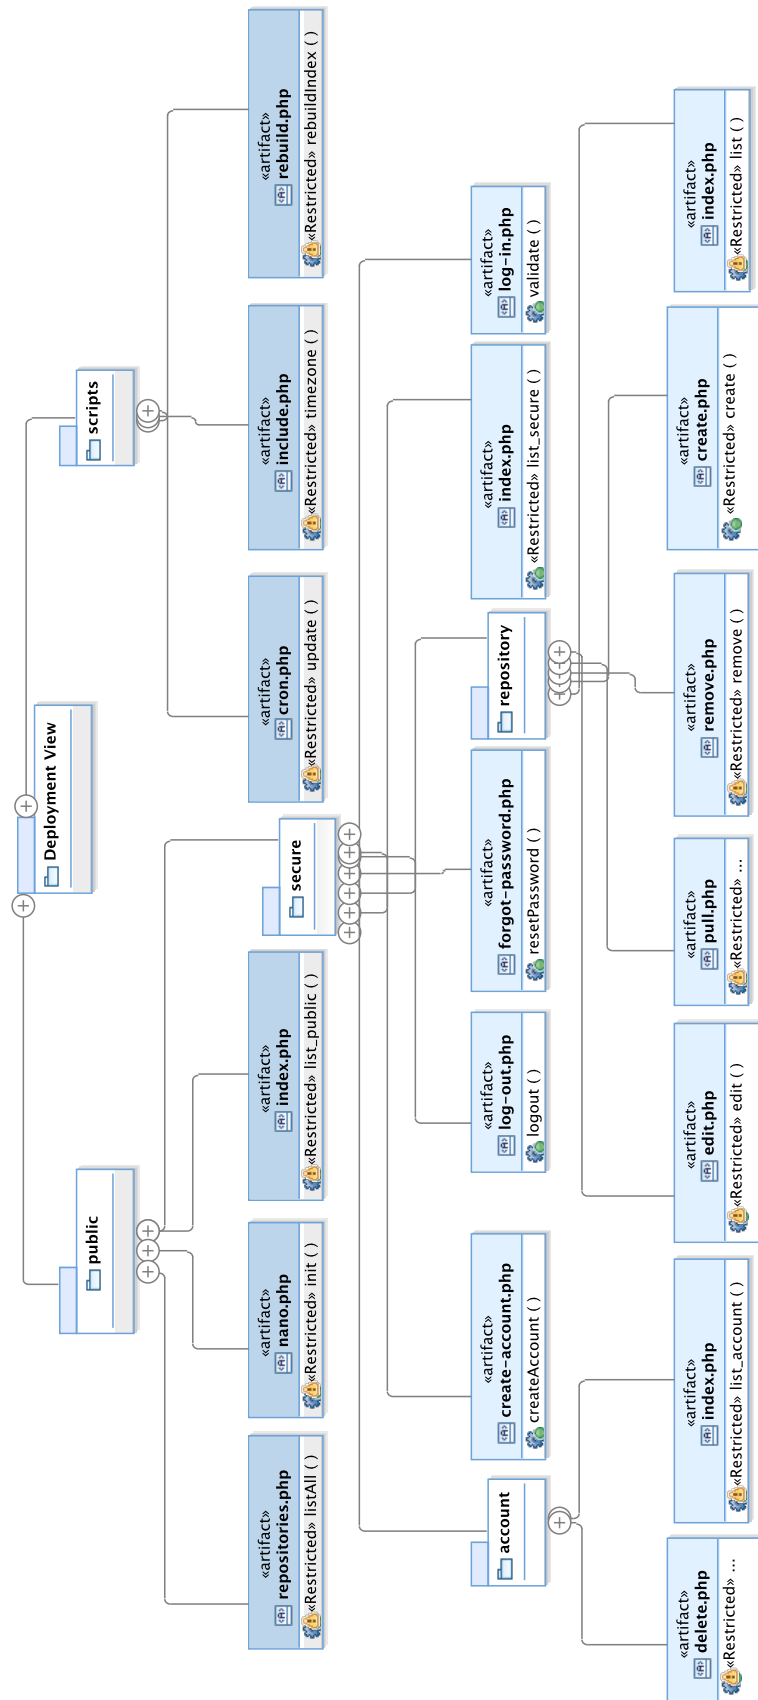 Deployment View
public
scripts
«artifact»
repositories.php
«Restricted» listAll ( )
«artifact»
nano.php
«Restricted» init ( )
«artifact»
index.php
«Restricted» list_public ( )
secure
«artifact»
cron.php
«Restricted» update ( )
«artifact»
include.php
«Restricted» timezone ( )
«artifact»
rebuild.php
«Restricted» rebuildIndex ( )
account
«artifact»
create-account.php
createAccount ( )
«artifact»
log-out.php
logout ( )
«artifact»
forgot-password.php
resetPassword ( )
repository
«artifact»
index.php
«Restricted» list_secure ( )
«artifact»
log-in.php
validate ( )
«artifact»
delete.php
«Restricted» ...
«artifact»
index.php
«Restricted» list_account ( )
«artifact»
edit.php
«Restricted» edit ( )
«artifact»
pull.php
«Restricted» ...
«artifact»
remove.php
«Restricted» remove ( )
«artifact»
create.php
«Restricted» create ( )
«artifact»
index.php
«Restricted» list ( )